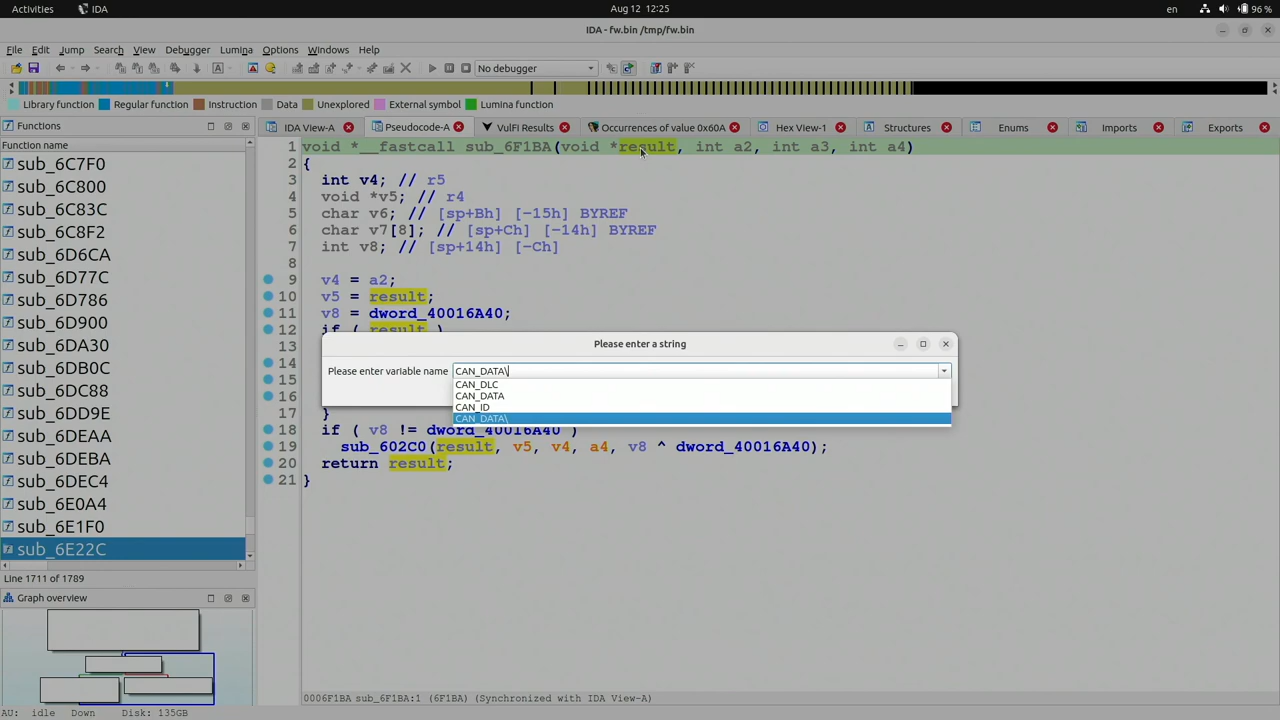 Activities IDA Aug 12 12:25 en 96 %
IDA - fw.bin /tmp/fw.bin
File Edit Jump Search View Debugger Lumina Options Windows Help
No debugger
Library function Regular function Instruction Data Unexplored External symbol Lumina function
Functions
IDA View-A Pseudocode-A VulFi Results Occurrences of value 0x60A Hex View-1 Structures Enums Imports Exports
Function name
sub_6C7F0
sub_6C800
sub_6C83C
sub_6C8F2
sub_6D6CA
sub_6D77C
sub_6D786
sub_6D900
sub_6DA30
sub_6DB0C
sub_6DC88
sub_6DD9E
sub_6DEAA
sub_6DEBA
sub_6DEC4
sub_6E0A4
sub_6E1F0
sub_6E22C
Line 1711 of 1789
Graph overview
1 void *__fastcall sub_6F1BA(void *result, int a2, int a3, int a4)
2 {
3 int v4; // r5
4 void *v5; // r4
5 char v6; // [sp+Bh] [-15h] BYREF
6 char v7[8]; // [sp+Ch] [-14h] BYREF
7 int v8; // [sp+14h] [-Ch]
8
9 v4 = a2;
10 v5 = result;
11 v8 = dword_40016A40;
12 if ( result )
13
14
15
16
17 }
18 if ( v8 != dword_40016A40 )
19 sub_602C0(result, v5, v4, a4, v8 ^ dword_40016A40);
20 return result;
21 }
Please enter a string
Please enter variable name CAN_DATA\
CAN_DLC
CAN_DATA
CAN_ID
CAN_DATA\
0006F1BA sub_6F1BA:1 (6F1BA) (Synchronized with IDA View-A)
AU: idle Down Disk: 135GB